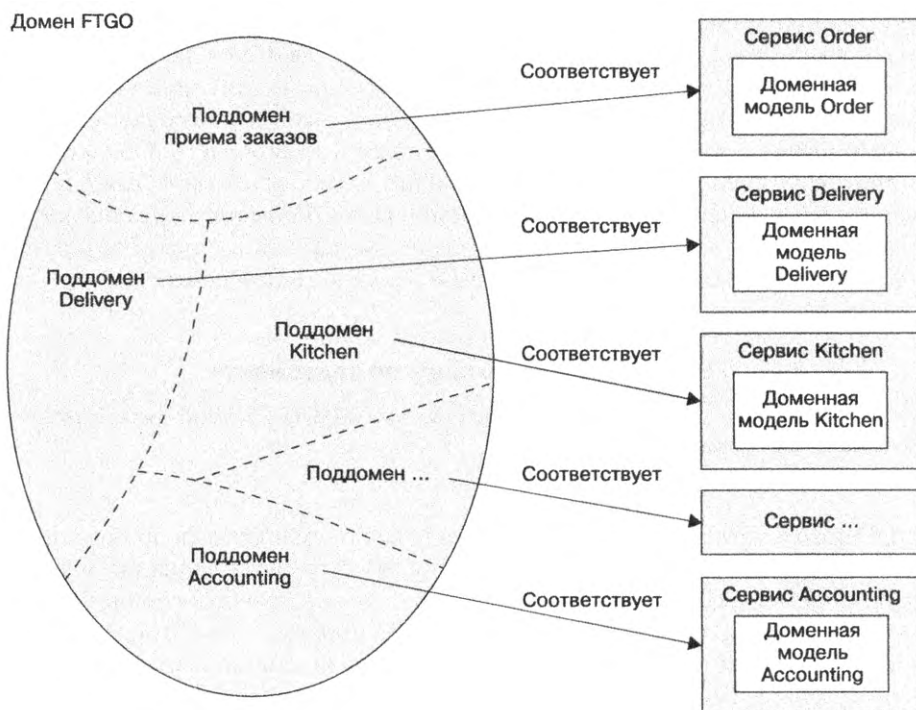 Домен FTGO
Поддомен
приема заказов
Поддомен
Delivery
Поддомен
Kitchen
Поддомен ...
Поддомен
Accounting
Соответствует
Соответствует
Соответствует
Соответствует
Соответствует
Сервис Order
Доменная
модель Order
Сервис Delivery
Доменная
модель
Delivery
Сервис Kitchen
Доменная
модель Kitchen
Сервис ...
Сервис Accounting
Доменная
модель
Accounting